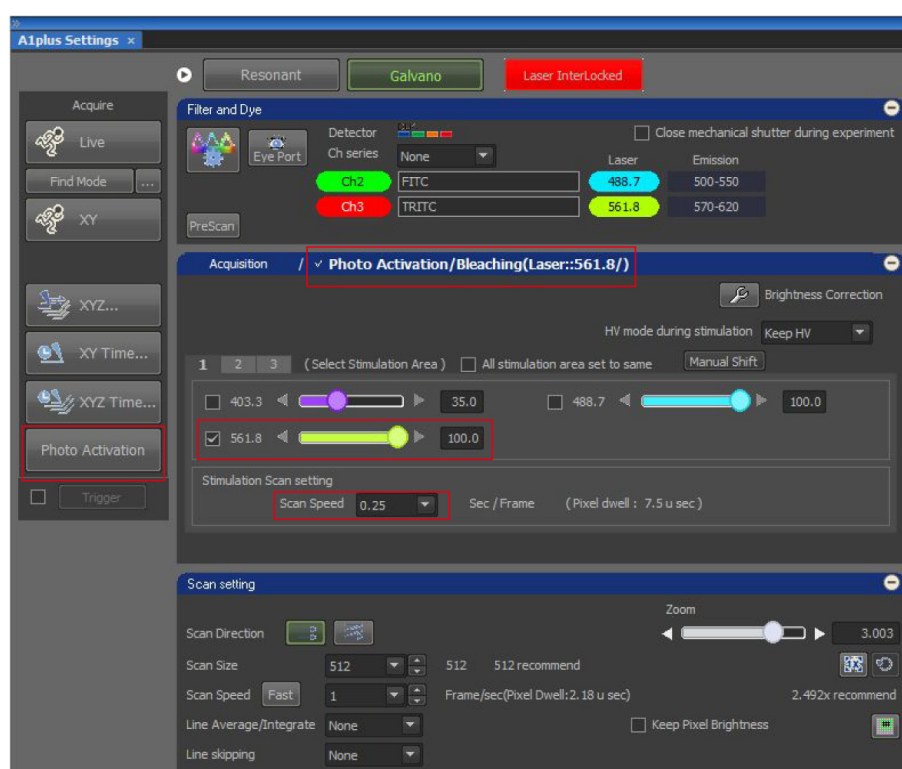 A1plus Settings ×
Resonant Galvano Laser InterLocked
Acquire
Live
Find Mode ...
XY
XYZ...
XY Time...
XYZ Time...
Photo Activation
Trigger
Filter and Dye
Detector Close mechanical shutter during experiment
Eye Port Ch series None Laser Emission
Ch2 FITC 488.7 500-550
Ch3 TRITC 561.8 570-620
PreScan
Acquisition / ✓ Photo Activation/Bleaching(Laser::561.8/)
Brightness Correction
HV mode during stimulation Keep HV
1 2 3 (Select Stimulation Area) All stimulation area set to same Manual Shift
403.3 35.0 488.7 100.0
561.8 100.0
Stimulation Scan setting
Scan Speed 0.25 Sec / Frame (Pixel dwell : 7.5 u sec)
Scan setting
Zoom
Scan Direction 3.003
Scan Size 512 512 512 recommend
Scan Speed Fast 1 Frame/sec(Pixel Dwell:2.18 u sec) 2.492x recommend
Line Average/Integrate None Keep Pixel Brightness
Line skipping None